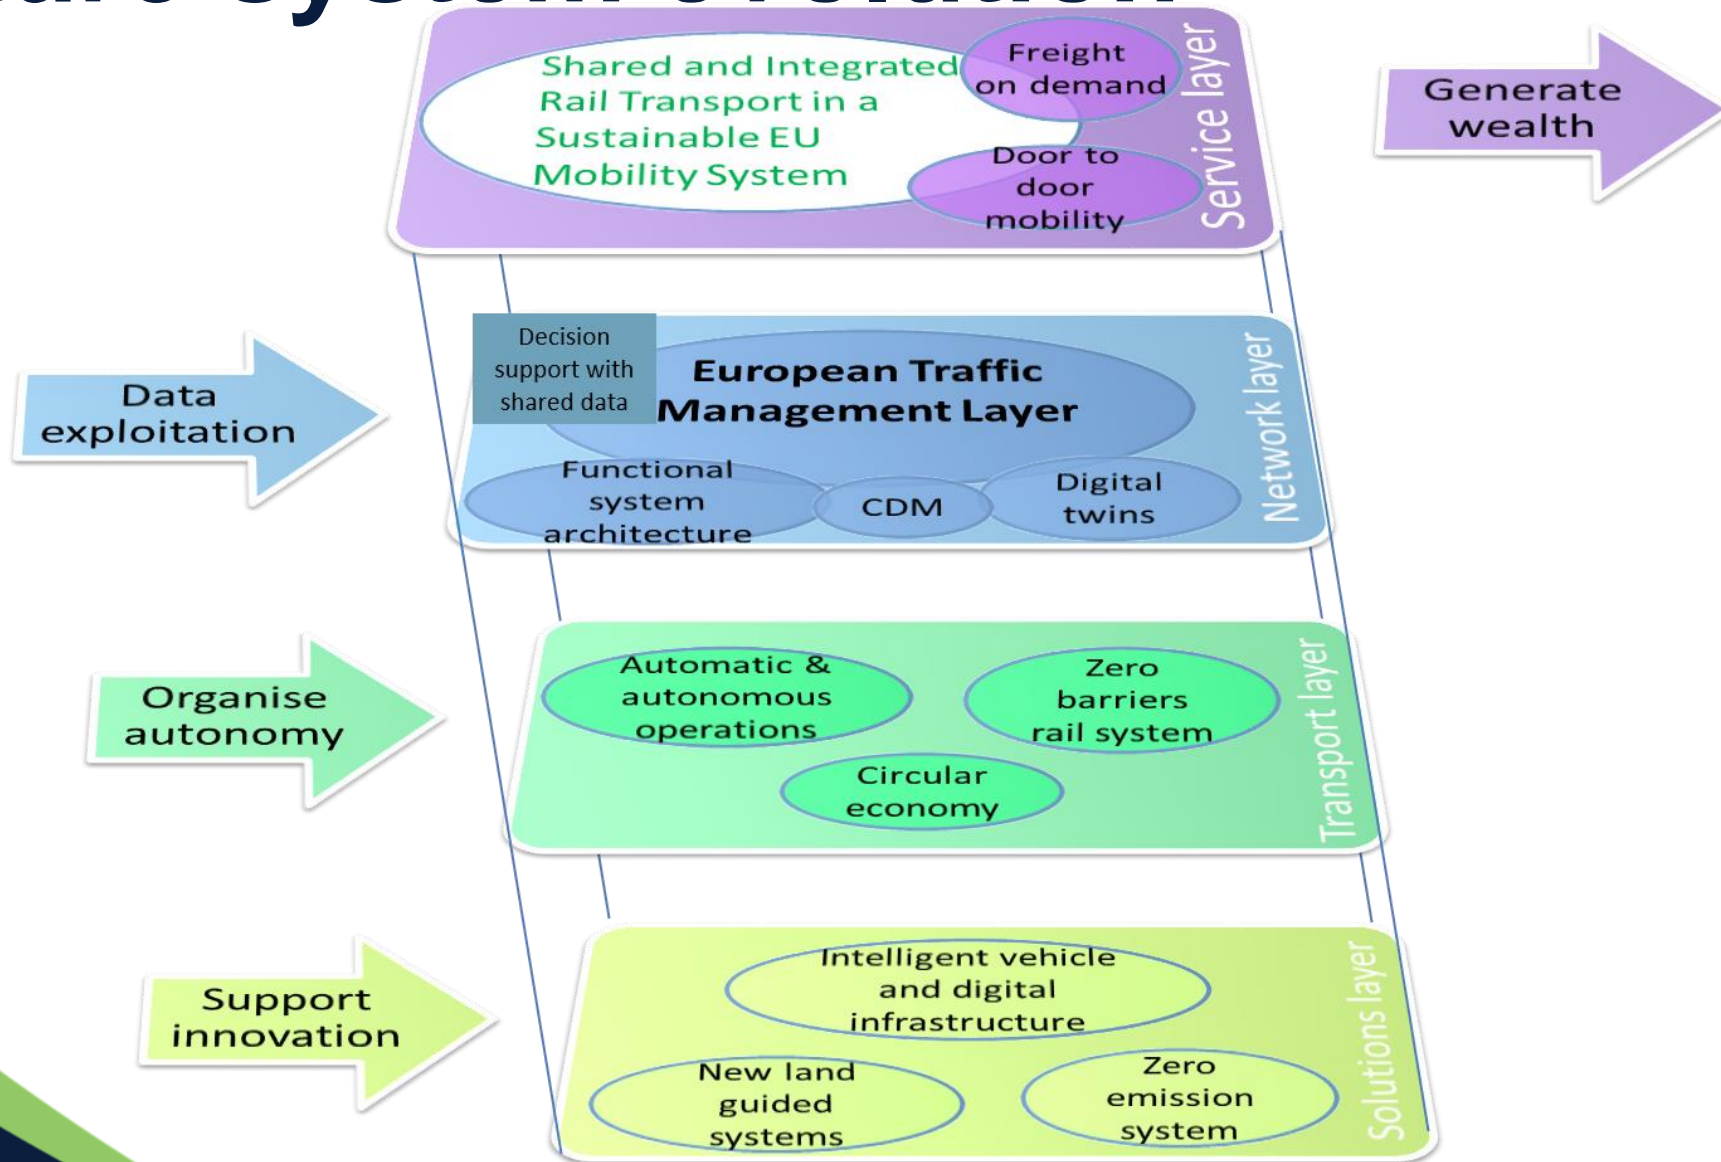 Shared and Integrated
Rail Transport in a
Sustainable EU
Mobility System
Freight
on demand
Door to
door
mobility
Service layer
Generate
wealth
Data
exploitation
Decision
support with
shared data
European Traffic
Management Layer
Functional
system
architecture
CDM
Digital
twins
Network layer
Organise
autonomy
Automatic &
autonomous
operations
Zero
barriers
rail system
Circular
economy
Transport layer
Support
innovation
Intelligent vehicle
and digital
infrastructure
New land
guided
systems
Zero
emission
system
Solutions layer